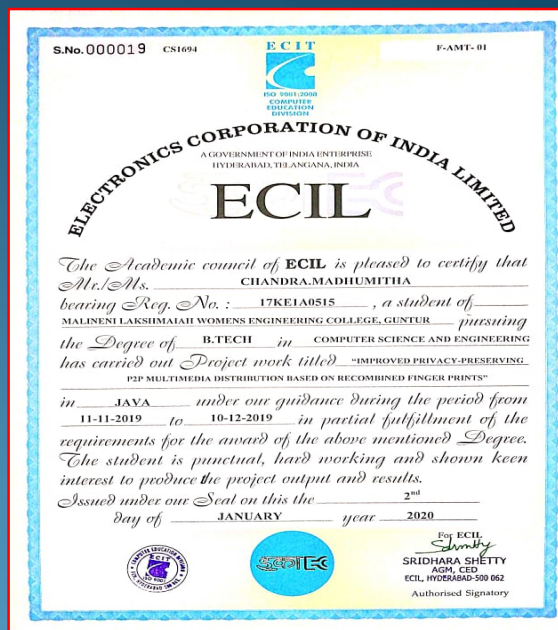 S.No.000019 CS1694
ECIT
F-AMT- 01
ISO 9001:2008
COMPUTER
EDUCATION
DIVISION
ELECTRONICS CORPORATION OF INDIA LIMITED
A GOVERNMENT OF INDIA ENTERPRISE
HYDERABAD, TELANGANA, INDIA
ECIL
The Academic council of ECIL is pleased to certify that
Mr./Ms. CHANDRA.MADHUMITHA
bearing Reg. No. : 17KE1A0515 , a student of
MALINENI LAKSHMAIAH WOMENS ENGINEERING COLLEGE, GUNTUR pursuing
the Degree of B.TECH in COMPUTER SCIENCE AND ENGINEERING
has carried out Project work titled "IMPROVED PRIVACY-PRESERVING
P2P MULTIMEDIA DISTRIBUTION BASED ON RECOMBINED FINGER PRINTS"
in JAVA under our guidance during the period from
11-11-2019 to 10-12-2019 in partial fulfillment of the
requirements for the award of the above mentioned Degree.
The student is punctual, hard working and shown keen
interest to produce the project output and results.
Issued under our Seal on this the 2nd
day of JANUARY year 2020
For ECIL
SRIDHARA SHETTY
AGM, CED
ECIL, HYDERABAD-500 062
Authorised Signatory
COMPUTER EDUCATION DIVISION
ECIT
ISO 9001